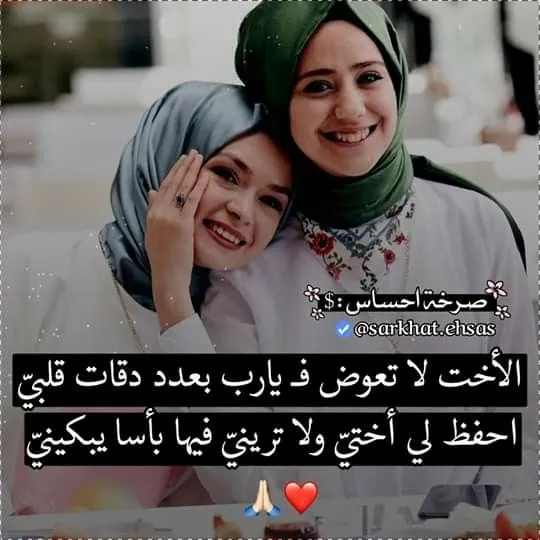 صرخة احساس:$
@sarkhat.ehsas
الأخت لا تعوض فـ يارب بعدد دقات قلبيّ
احفظ لي أختيّ ولا ترينيّ فيها بأسا يبكينيّ